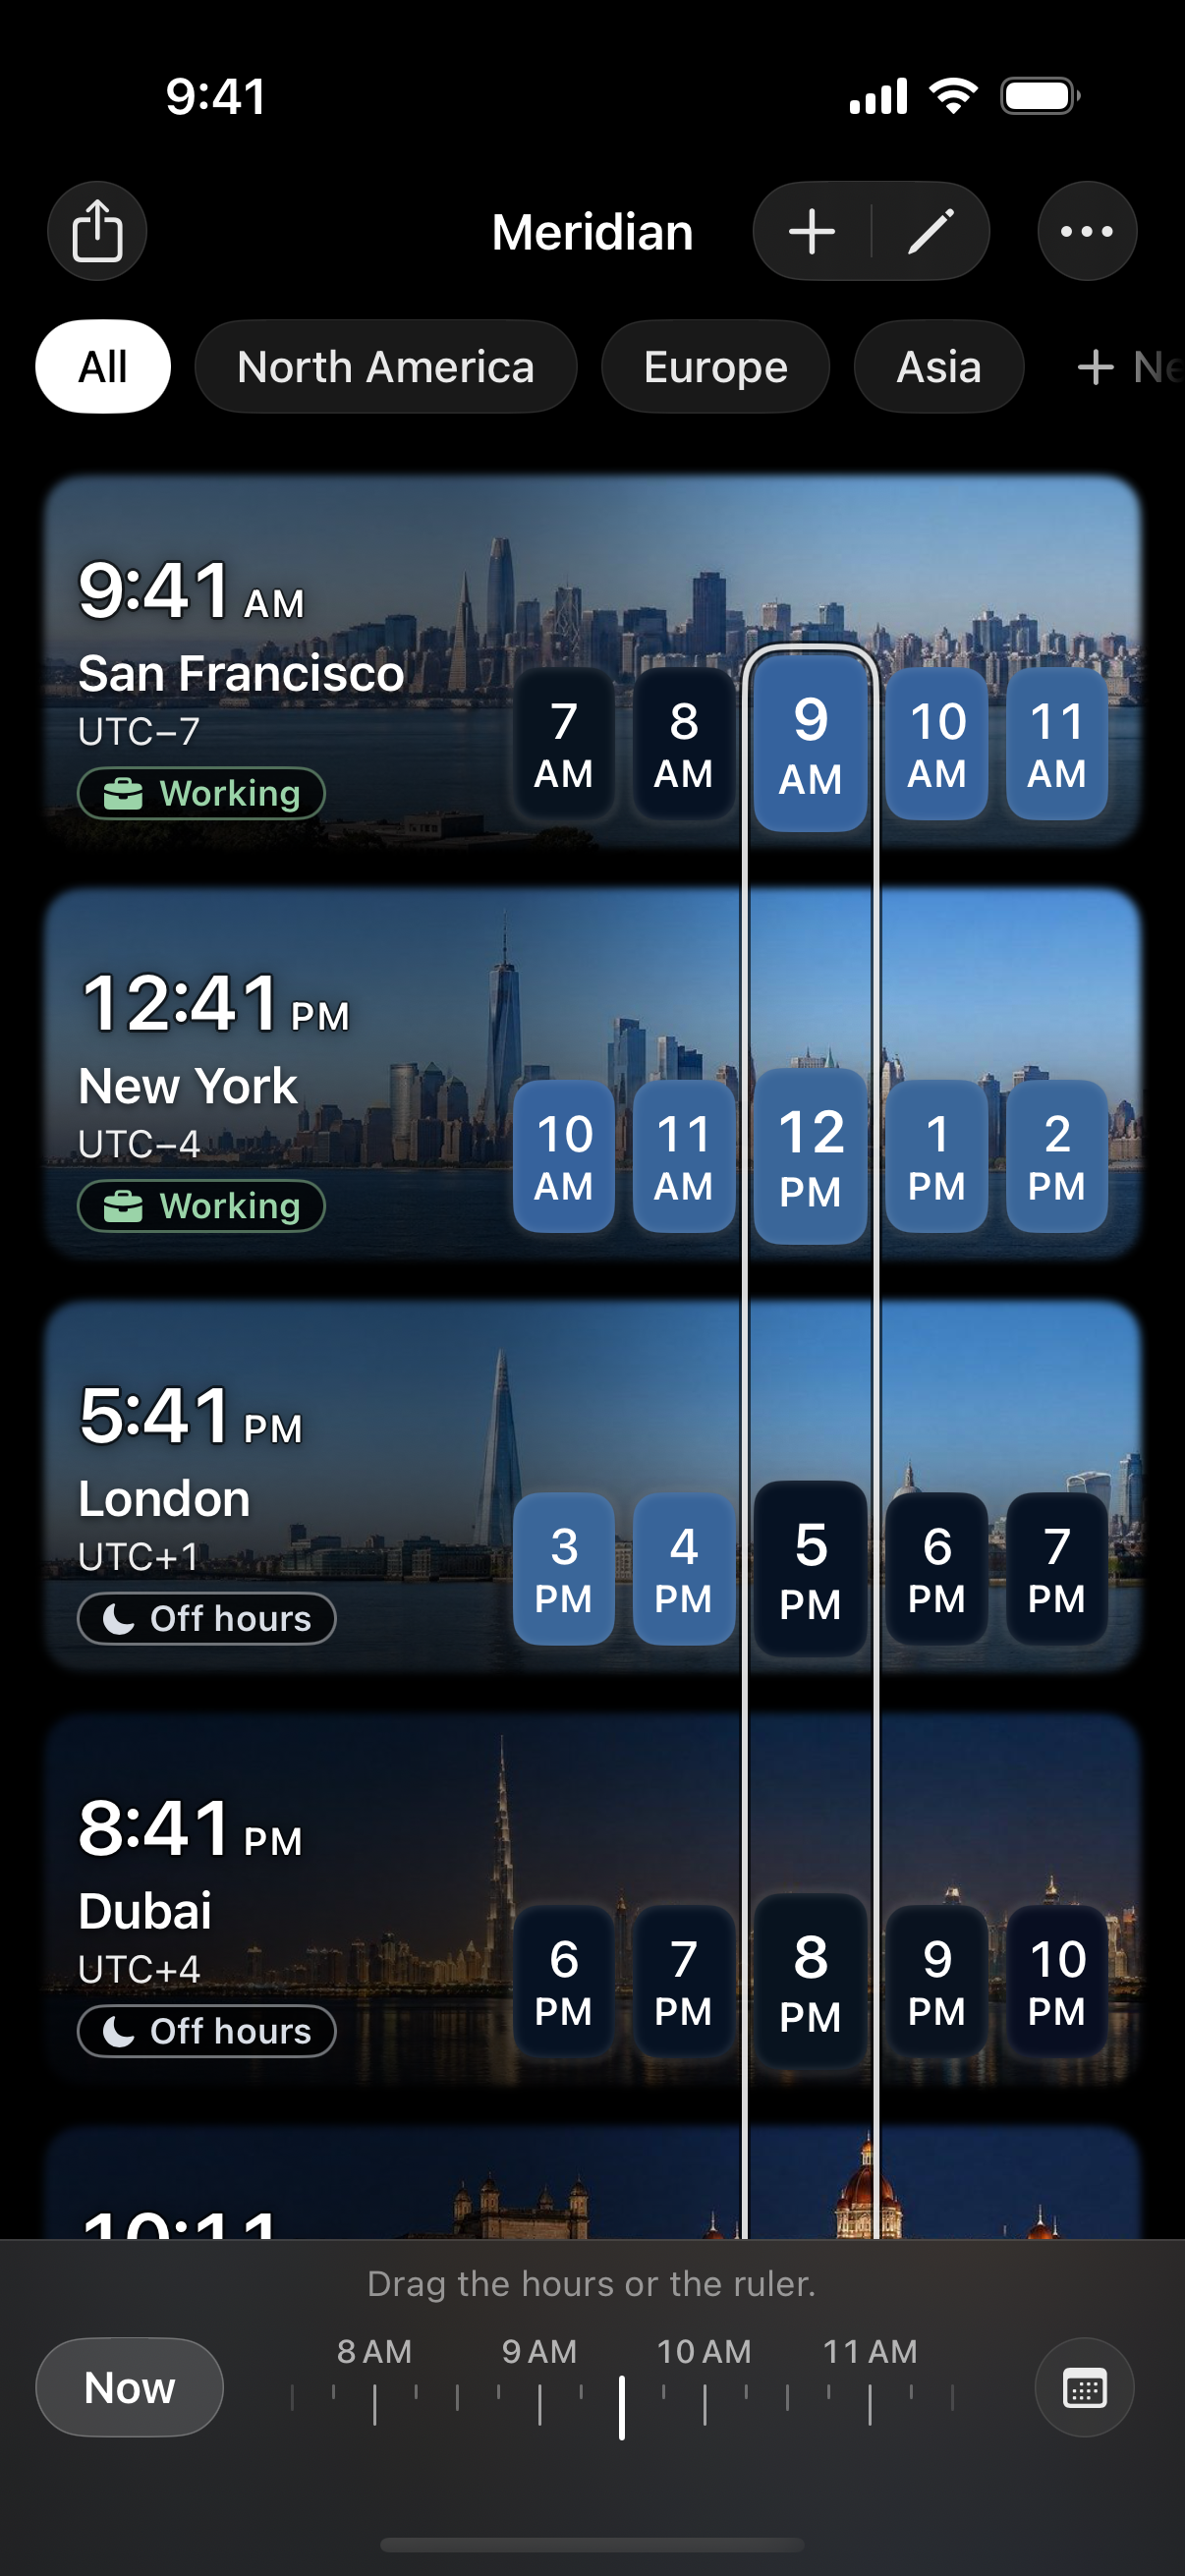 9:41
Meridian
All
North America
Europe
Asia
+ Ne
9:41 AM
San Francisco
UTC−7
Working
7 AM
8 AM
9 AM
10 AM
11 AM
12:41 PM
New York
UTC−4
Working
10 AM
11 AM
12 PM
1 PM
2 PM
5:41 PM
London
UTC+1
Off hours
3 PM
4 PM
5 PM
6 PM
7 PM
8:41 PM
Dubai
UTC+4
Off hours
6 PM
7 PM
8 PM
9 PM
10 PM
10:11
Drag the hours or the ruler.
Now
8 AM
9 AM
10 AM
11 AM